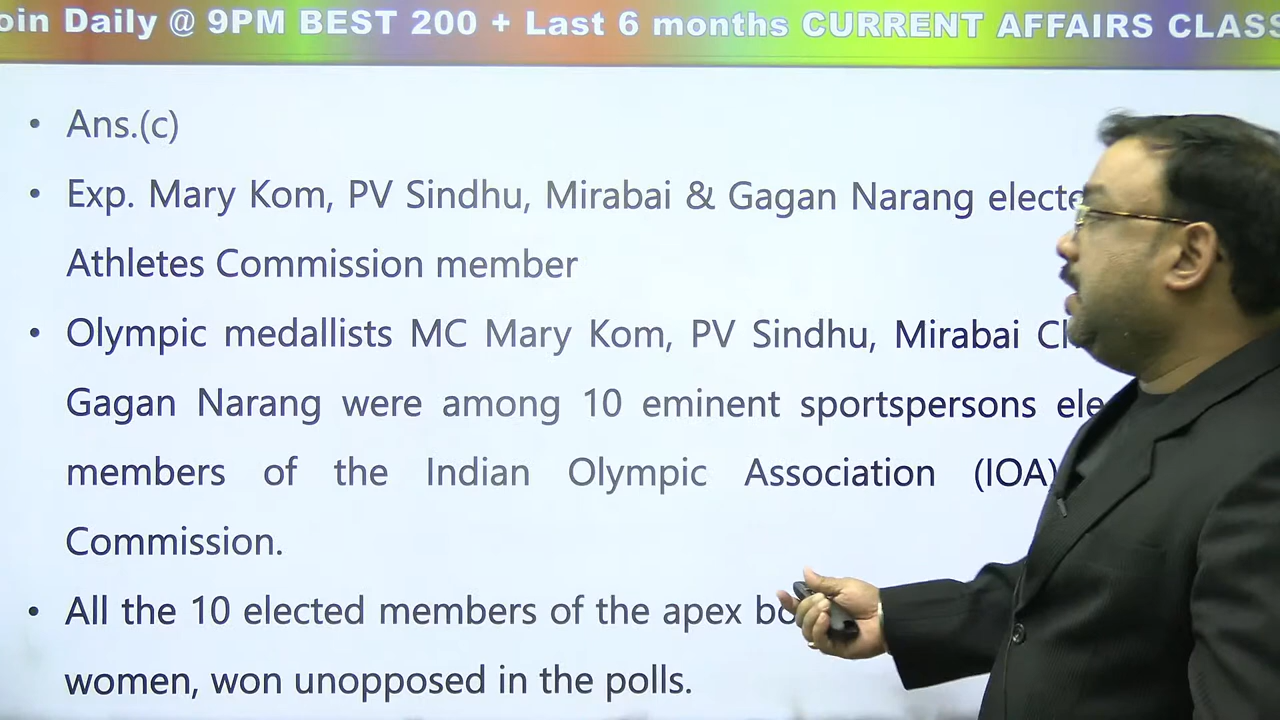 oin Daily @ 9PM BEST 200 + Last 6 months CURRENT AFFAIRS CLASS
• Ans.(c)
• Exp. Mary Kom, PV Sindhu, Mirabai & Gagan Narang electe
Athletes Commission member
• Olympic medallists MC Mary Kom, PV Sindhu, Mirabai
Gagan Narang were among 10 eminent sportspersons ele
members of the Indian Olympic Association (IOA)
Commission.
• All the 10 elected members of the apex
women, won unopposed in the polls.